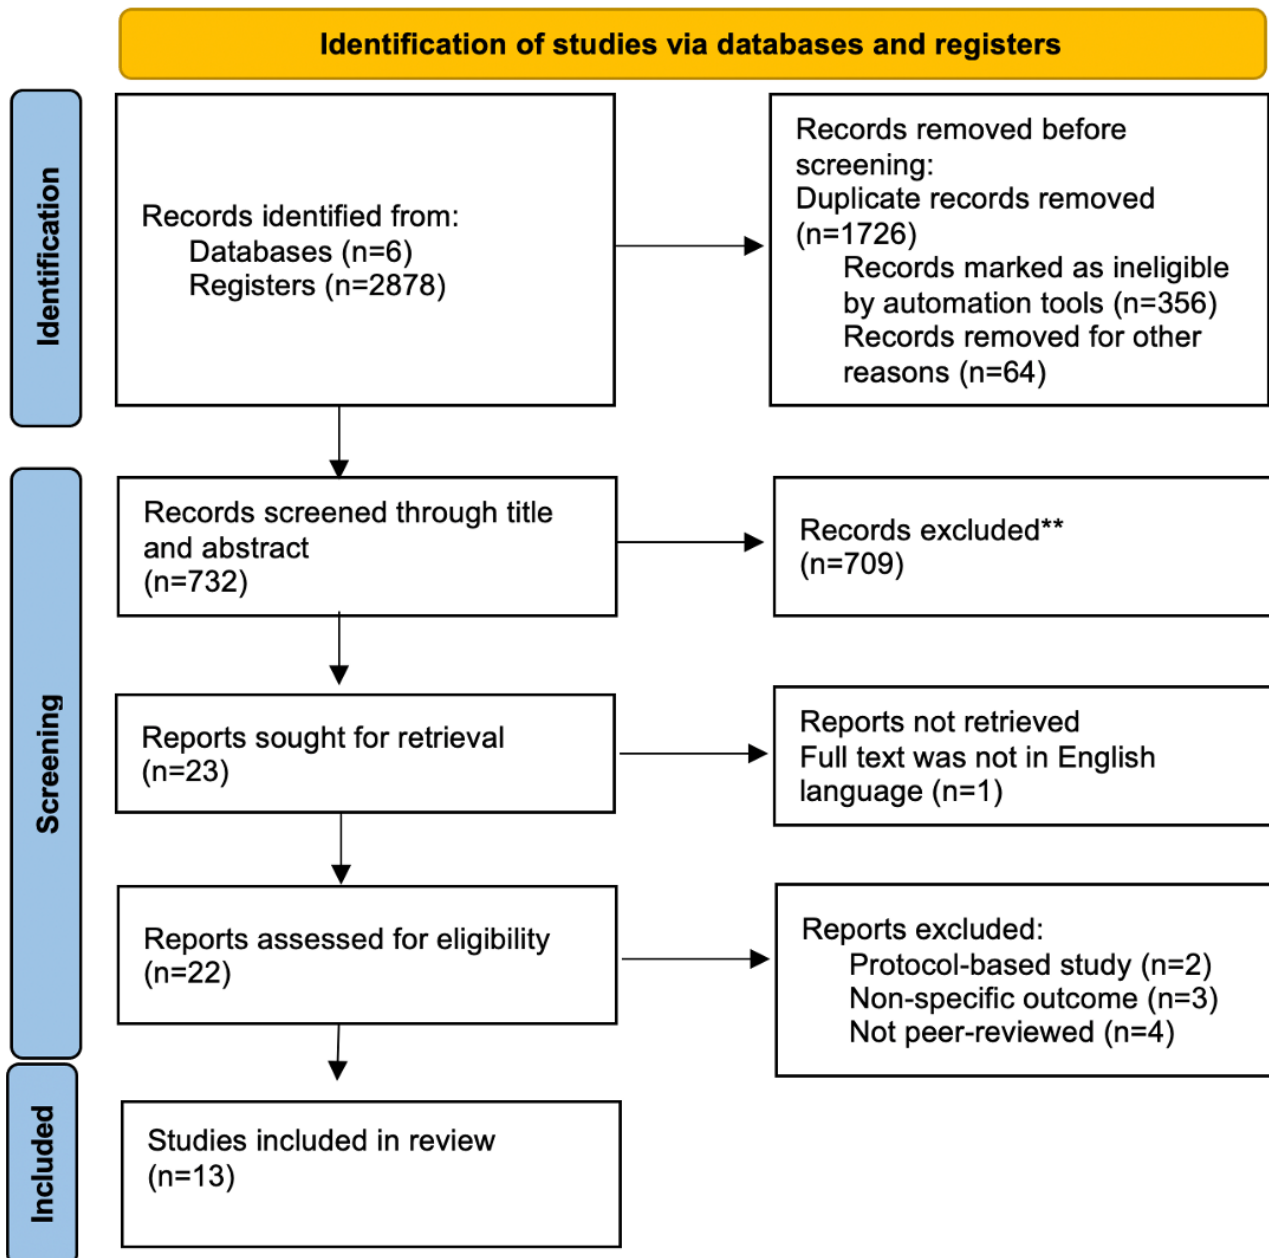 Identification of studies via databases and registers
Identification
Records identified from:
Databases (n=6)
Registers (n=2878)
Records removed before
screening:
Duplicate records removed
(n=1726)
Records marked as ineligible
by automation tools (n=356)
Records removed for other
reasons (n=64)
Screening
Records screened through title
and abstract
(n=732)
Records excluded**
(n=709)
Reports sought for retrieval
(n=23)
Reports not retrieved
Full text was not in English
language (n=1)
Reports assessed for eligibility
(n=22)
Reports excluded:
Protocol-based study (n=2)
Non-specific outcome (n=3)
Not peer-reviewed (n=4)
Included
Studies included in review
(n=13)